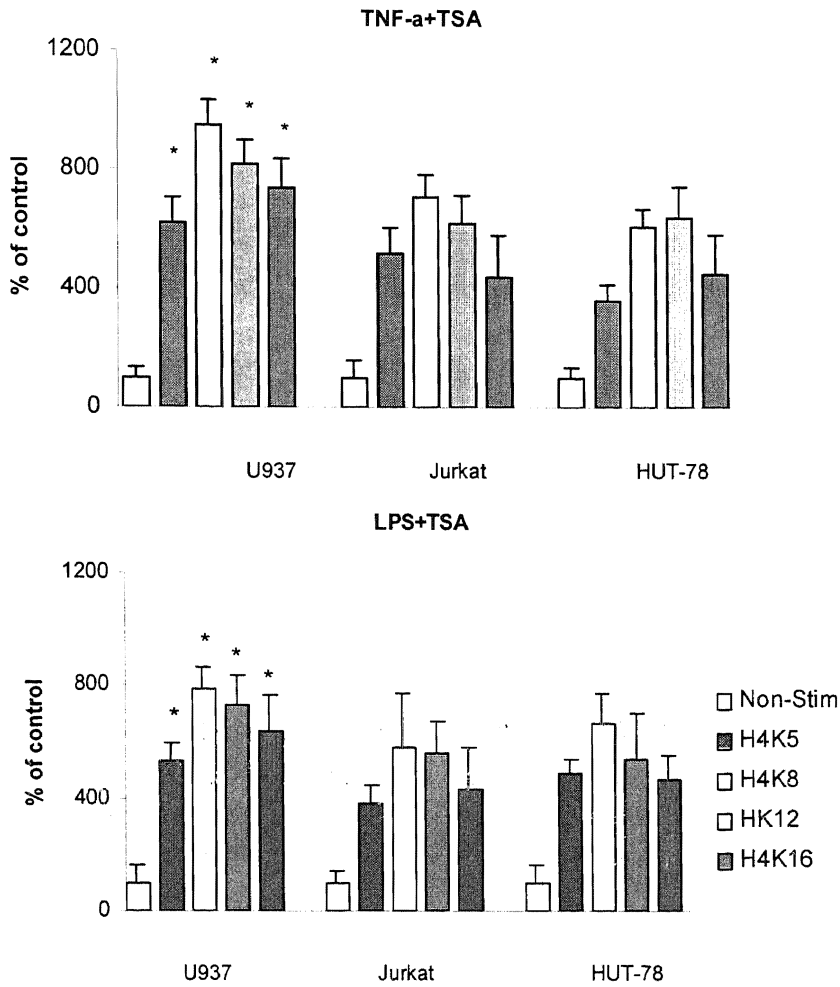 TNF-a+TSA
% of control
1200
800
400
0
*
*
*
*
U937
Jurkat
HUT-78
LPS+TSA
% of control
1200
800
400
0
*
*
*
*
U937
Jurkat
HUT-78
Non-Stim
H4K5
H4K8
HK12
H4K16